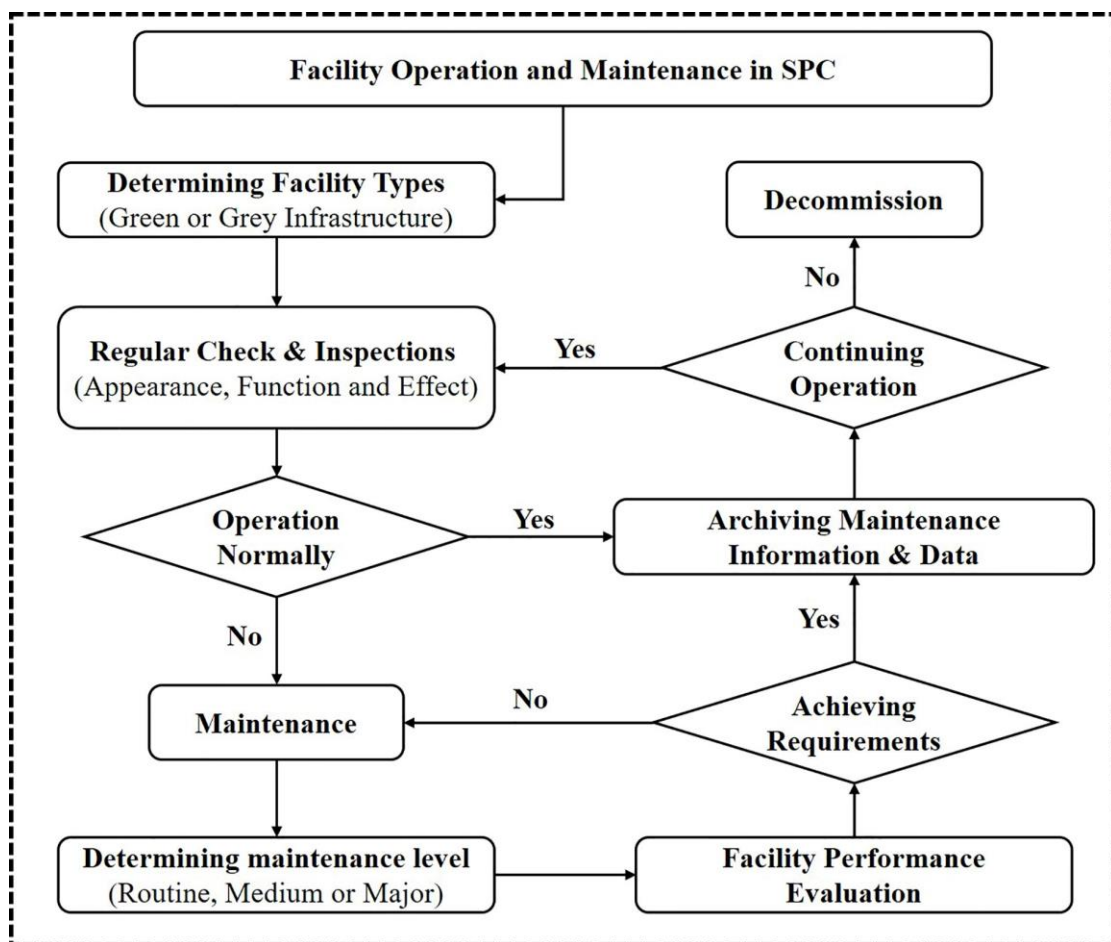 Facility Operation and Maintenance in SPC
Determining Facility Types
(Green or Grey Infrastructure)
Decommission
No
Regular Check & Inspections
(Appearance, Function and Effect)
Yes
Continuing
Operation
Operation
Normally
Yes
Archiving Maintenance
Information & Data
No
Yes
Maintenance
No
Achieving
Requirements
Determining maintenance level
(Routine, Medium or Major)
Facility Performance
Evaluation